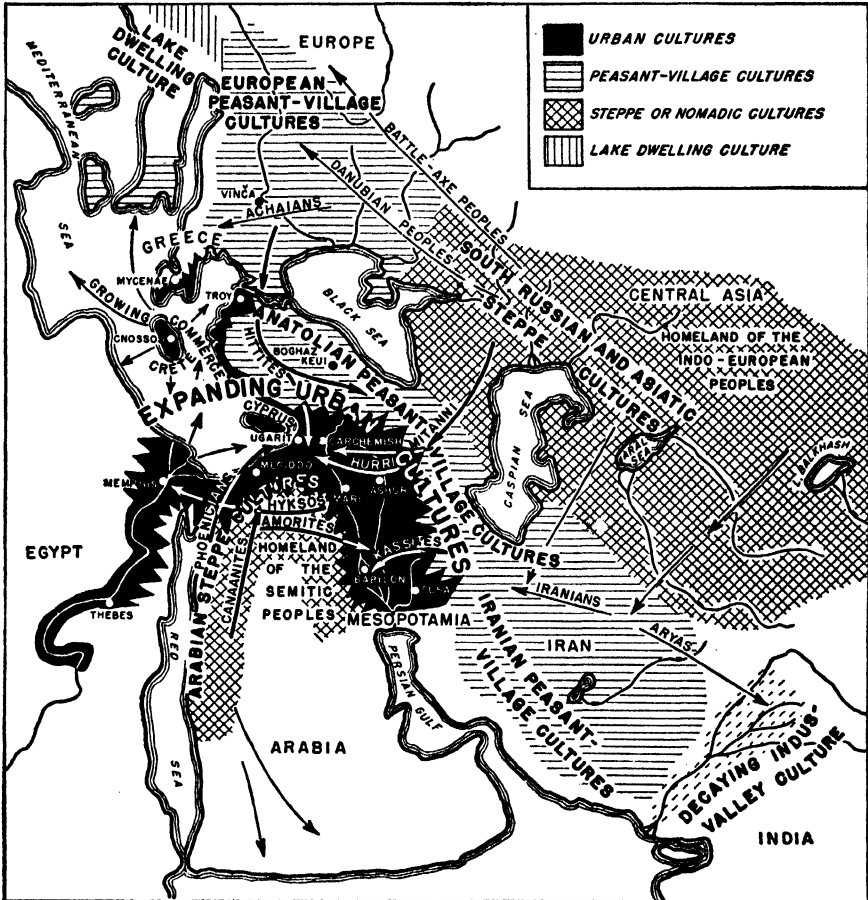 URBAN CULTURES
PEASANT-VILLAGE CULTURES
STEPPE OR NOMADIC CULTURES
LAKE DWELLING CULTURE
LAKE
DWELLING
CULTURE
EUROPE
MEDITERRANEAN
SEA
EUROPEAN
PEASANT-VILLAGE
CULTURES
BATTLE-AXE PEOPLES
DANUBIAN PEOPLES
VINČA
ACHAIANS
GREECE
MYCENAE
TROY
BLACK SEA
SOUTH RUSSIAN AND ASIATIC
STEPPE CULTURES
CENTRAL ASIA
HOMELAND OF THE
INDO-EUROPEAN
PEOPLES
GROWING COMMERCE
CNOSSOS
CRETE
ANATOLIAN PEASANT-
VILLAGE CULTURES
HITTITES
BOGHAZ
KEUI
EXPANDING URBAN
CULTURES
CYPRUS
UGARIT
CARCHEMISH
MITANNI
HURRI
CASPIAN SEA
ARAL
SEA
L. BALKHASH
MEMPHIS
MEGIDDO
MARI
ASHUR
HYKSOS
AMORITES
KASSITES
PHOENICIANS
CANAANITES
ARABIAN STEPPE CULTURES
HOMELAND
OF THE
SEMITIC
PEOPLES
BABYLON
EGYPT
THEBES
RED
SEA
MESOPOTAMIA
PERSIAN GULF
IRANIANS
IRAN
ARYAS
IRANIAN PEASANT-
VILLAGE CULTURES
ARABIA
DECAYING INDUS-
VALLEY CULTURE
INDIA